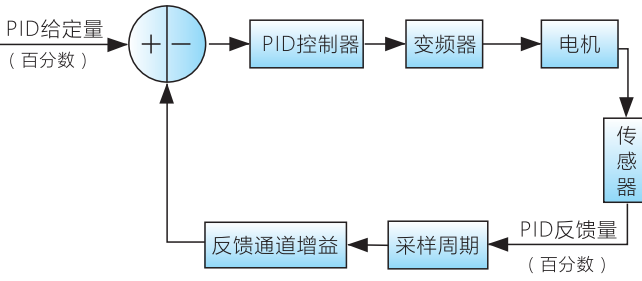 PID给定量
（百分数）
+
−
PID控制器
变频器
电机
传
感
器
PID反馈量
（百分数）
采样周期
反馈通道增益